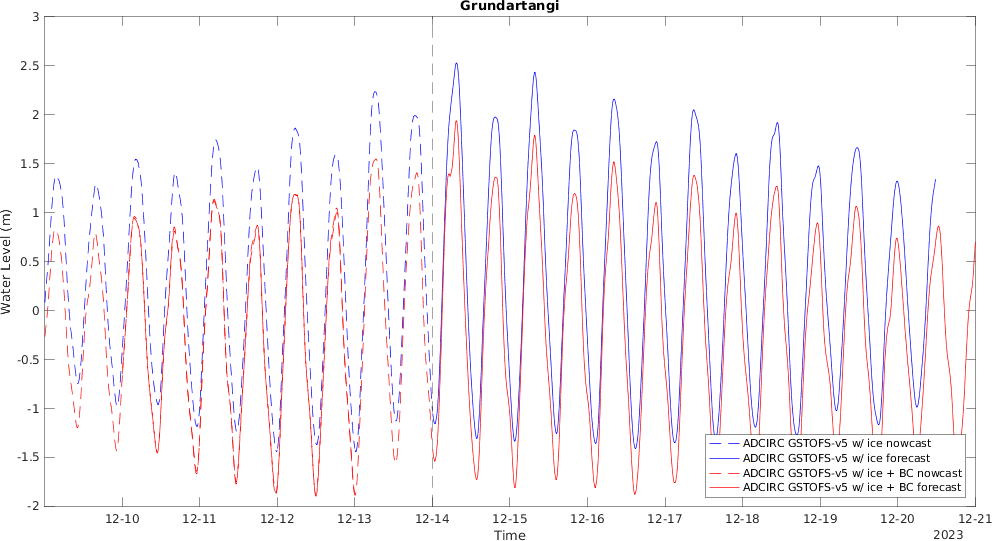 Grundartangi
3
2.5
2
1.5
1
0.5
0
-0.5
-1
-1.5
-2
Water Level (m)
ADCIRC GSTOFS-v5 w/ ice nowcast
ADCIRC GSTOFS-v5 w/ ice forecast
ADCIRC GSTOFS-v5 w/ ice + BC nowcast
ADCIRC GSTOFS-v5 w/ ice + BC forecast
12-10 12-11 12-12 12-13 12-14 12-15 12-16 12-17 12-18 12-19 12-20 12-21
Time
2023